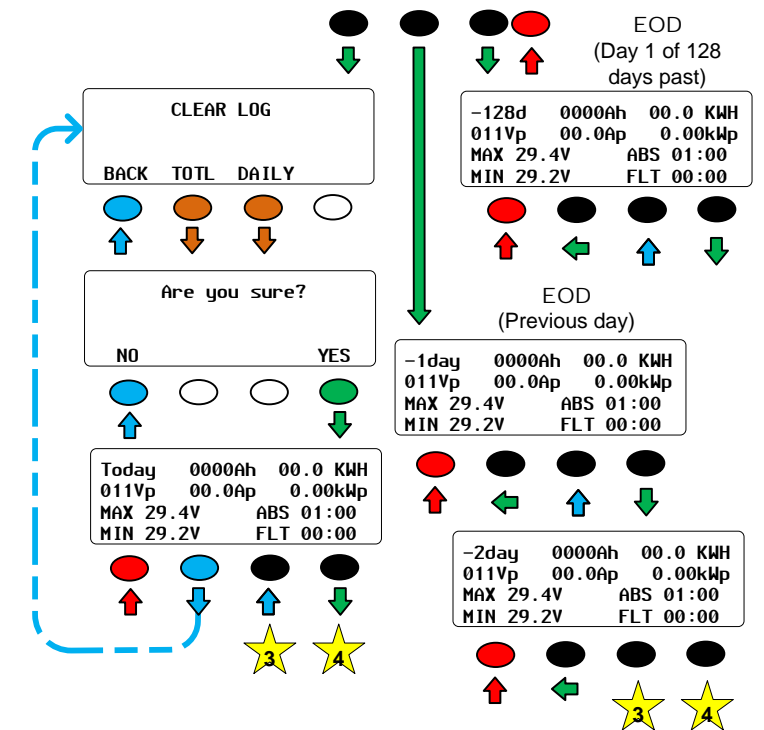 EOD
(Day 1 of 128
days past)
CLEAR LOG
BACK TOTL DAILY
-128d 0000Ah 00.0 KWH
011Vp 00.0Ap 0.00kWp
MAX 29.4V ABS 01:00
MIN 29.2V FLT 00:00
Are you sure?
NO YES
EOD
(Previous day)
-1day 0000Ah 00.0 KWH
011Vp 00.0Ap 0.00kWp
MAX 29.4V ABS 01:00
MIN 29.2V FLT 00:00
Today 0000Ah 00.0 KWH
011Vp 00.0Ap 0.00kWp
MAX 29.4V ABS 01:00
MIN 29.2V FLT 00:00
3 4
-2day 0000Ah 00.0 KWH
011Vp 00.0Ap 0.00kWp
MAX 29.4V ABS 01:00
MIN 29.2V FLT 00:00
3 4